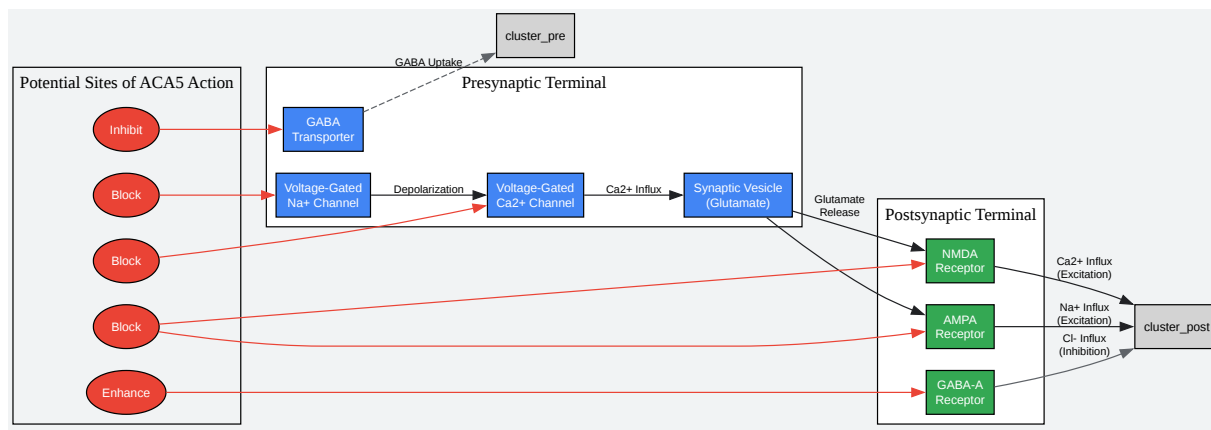 cluster_pre
GABA Uptake
Potential Sites of ACA5 Action
Presynaptic Terminal
Inhibit
GABA
Transporter
Block
Voltage-Gated
Na+ Channel
Depolarization
Voltage-Gated
Ca2+ Channel
Ca2+ Influx
Synaptic Vesicle
(Glutamate)
Glutamate
Release
Postsynaptic Terminal
Block
NMDA
Receptor
Ca2+ Influx
(Excitation)
Block
AMPA
Receptor
Na+ Influx
(Excitation)
cluster_post
Cl- Influx
(Inhibition)
Enhance
GABA-A
Receptor